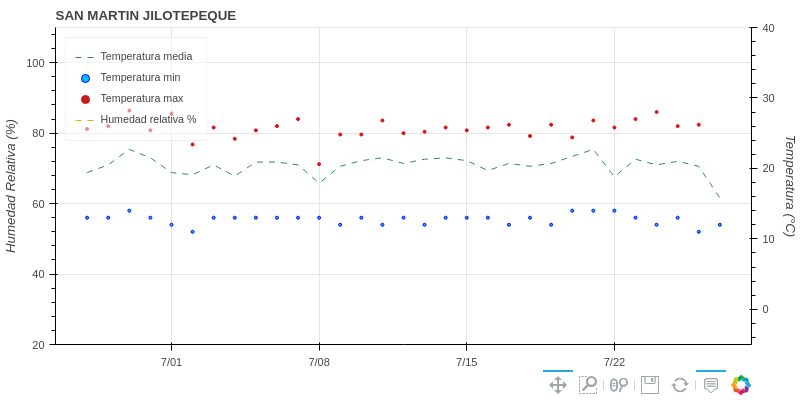 SAN MARTIN JILOTEPEQUE
Temperatura media
Temperatura min
Temperatura max
Humedad relativa %
Humedad Relativa (%)
100
80
60
40
20
Temperatura (°C)
40
30
20
10
0
7/01
7/08
7/15
7/22